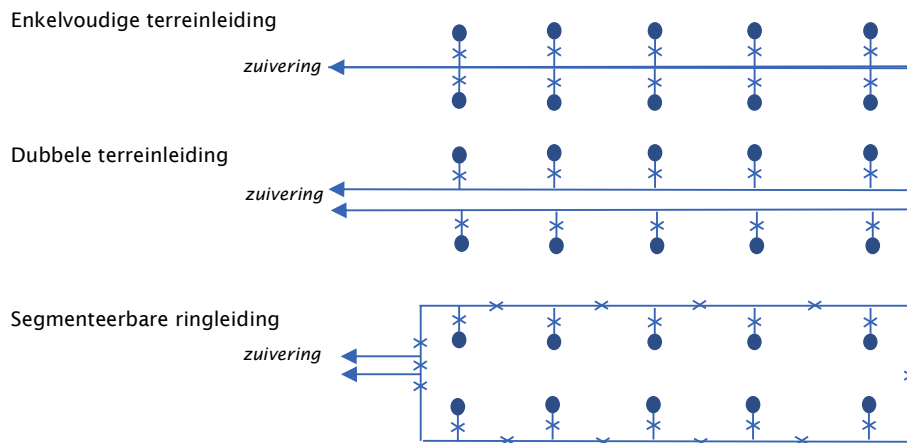 Enkelvoudige terreinleiding
zuivering
Dubbele terreinleiding
zuivering
Segmenteerbare ringleiding
zuivering